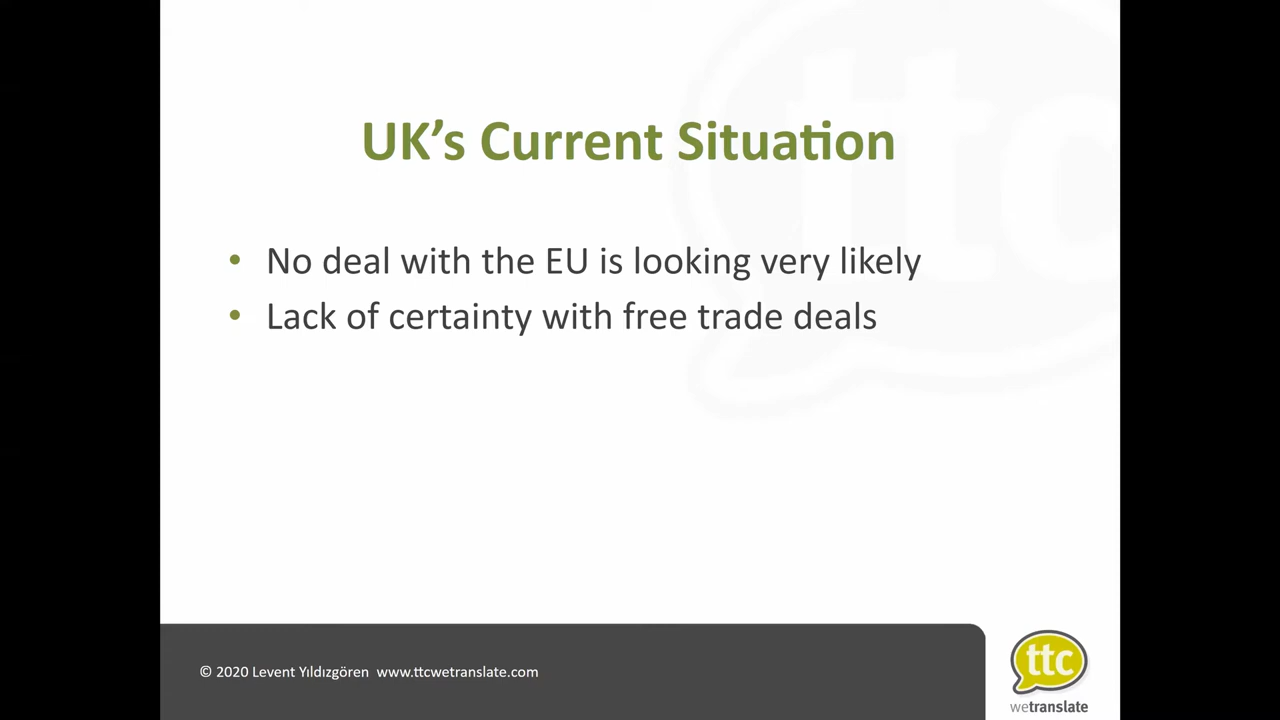 UK’s Current Situation
• No deal with the EU is looking very likely
• Lack of certainty with free trade deals
© 2020 Levent Yıldızgören www.ttcwetranslate.com
ttc
wetranslate
ttc